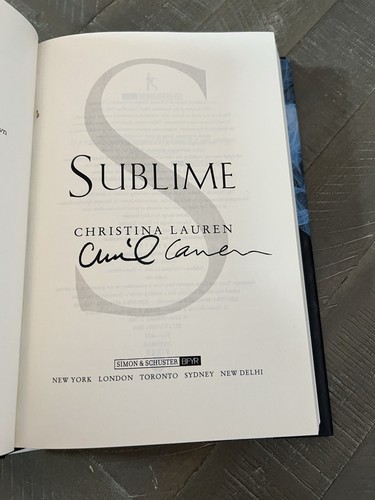 SUBLIME
CHRISTINA LAUREN
SIMON & SCHUSTER BFYR
NEW YORK LONDON TORONTO SYDNEY NEW DELHI